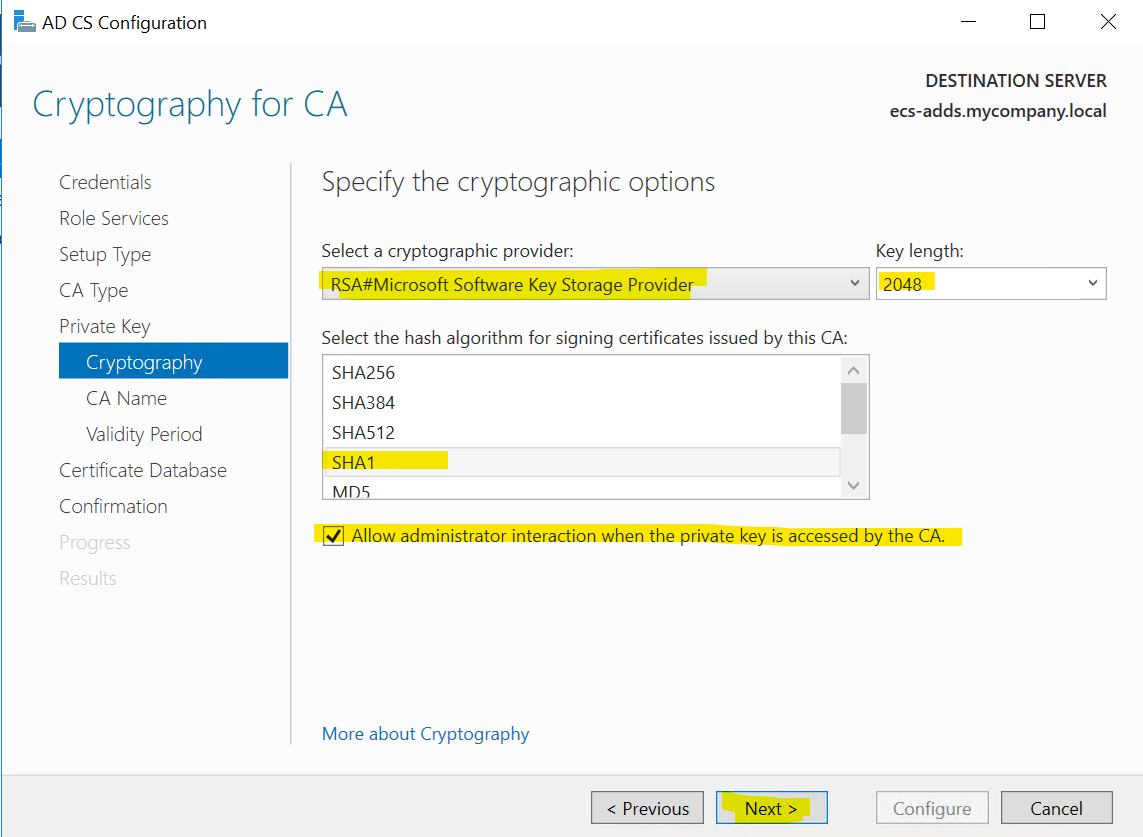 AD CS Configuration
DESTINATION SERVER
ecs-adds.mycompany.local
Cryptography for CA
Credentials
Role Services
Setup Type
CA Type
Private Key
Cryptography
CA Name
Validity Period
Certificate Database
Confirmation
Progress
Results
Specify the cryptographic options
Select a cryptographic provider:
Key length:
RSA#Microsoft Software Key Storage Provider
2048
Select the hash algorithm for signing certificates issued by this CA:
SHA256
SHA384
SHA512
SHA1
MD5
Allow administrator interaction when the private key is accessed by the CA.
More about Cryptography
< Previous
Next >
Configure
Cancel